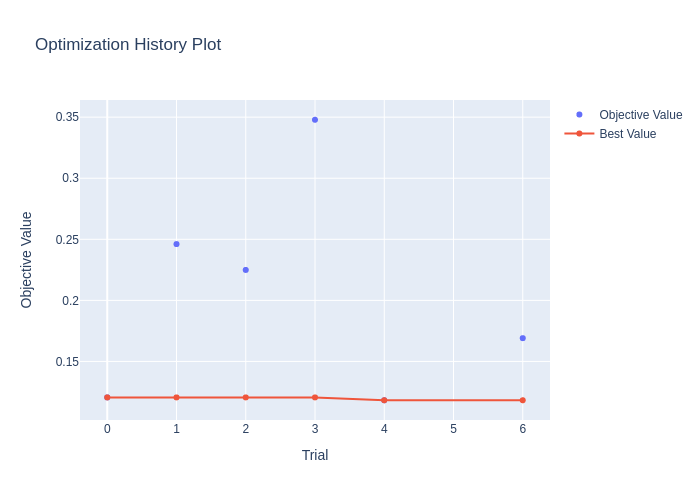 Optimization History Plot
Objective Value
Best Value
0.35
0.3
0.25
0.2
0.15
Objective Value
0 1 2 3 4 5 6
Trial